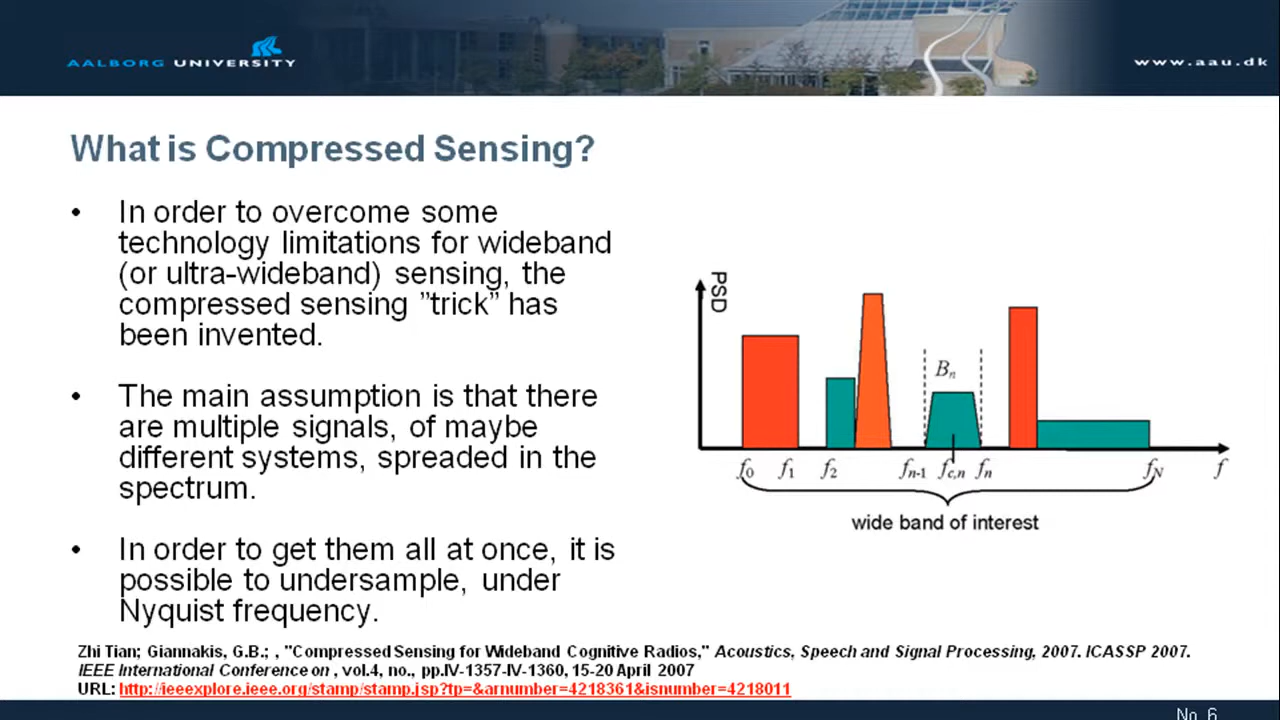 AALBORG UNIVERSITY
www.aau.dk
What is Compressed Sensing?
• In order to overcome some
technology limitations for wideband
(or ultra-wideband) sensing, the
compressed sensing ”trick” has
been invented.
• The main assumption is that there
are multiple signals, of maybe
different systems, spreaded in the
spectrum.
• In order to get them all at once, it is
possible to undersample, under
Nyquist frequency.
PSD
Bn
f0 f1 f2 fn-1 fc,n fn fN f
wide band of interest
Zhi Tian; Giannakis, G.B.; , "Compressed Sensing for Wideband Cognitive Radios," Acoustics, Speech and Signal Processing, 2007. ICASSP 2007.
IEEE International Conference on , vol.4, no., pp.IV-1357-IV-1360, 15-20 April 2007
URL: http://ieeexplore.ieee.org/stamp/stamp.jsp?tp=&arnumber=4218361&isnumber=4218011
No. 6